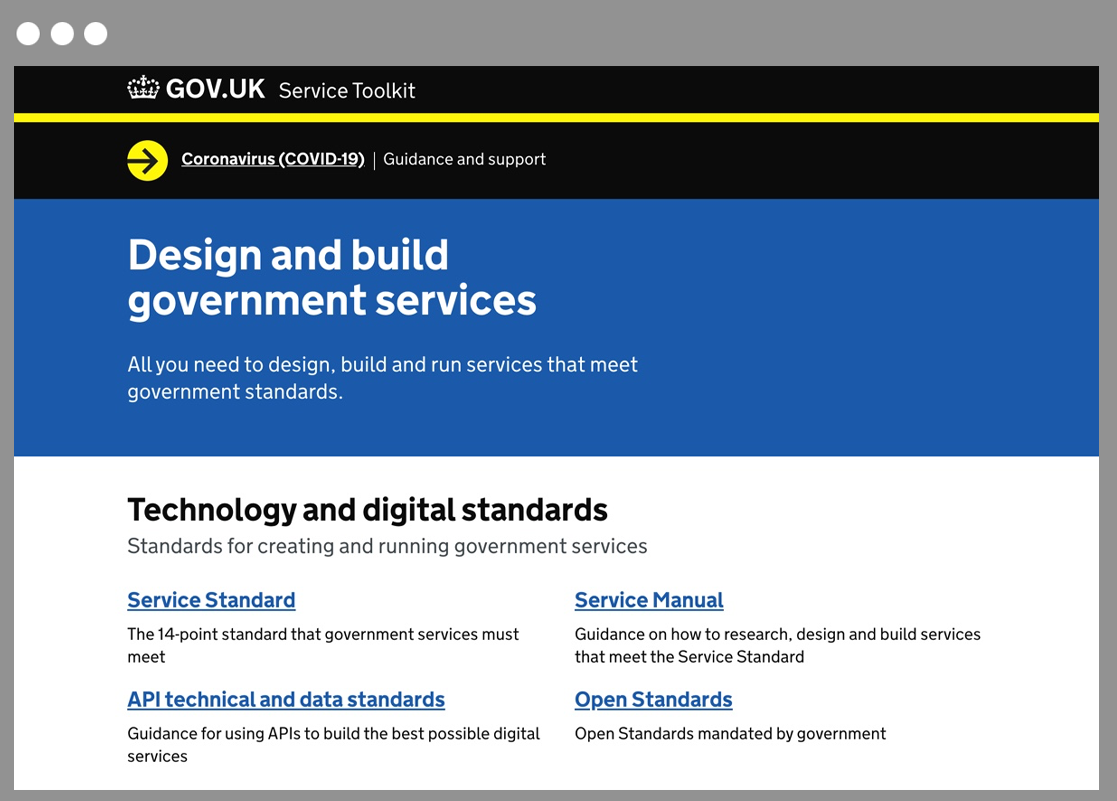 GOV.UK Service Toolkit
Coronavirus (COVID-19) | Guidance and support
Design and build
government services
All you need to design, build and run services that meet
government standards.
Technology and digital standards
Standards for creating and running government services
Service Standard
The 14-point standard that government services must
meet
Service Manual
Guidance on how to research, design and build services
that meet the Service Standard
API technical and data standards
Guidance for using APIs to build the best possible digital
services
Open Standards
Open Standards mandated by government